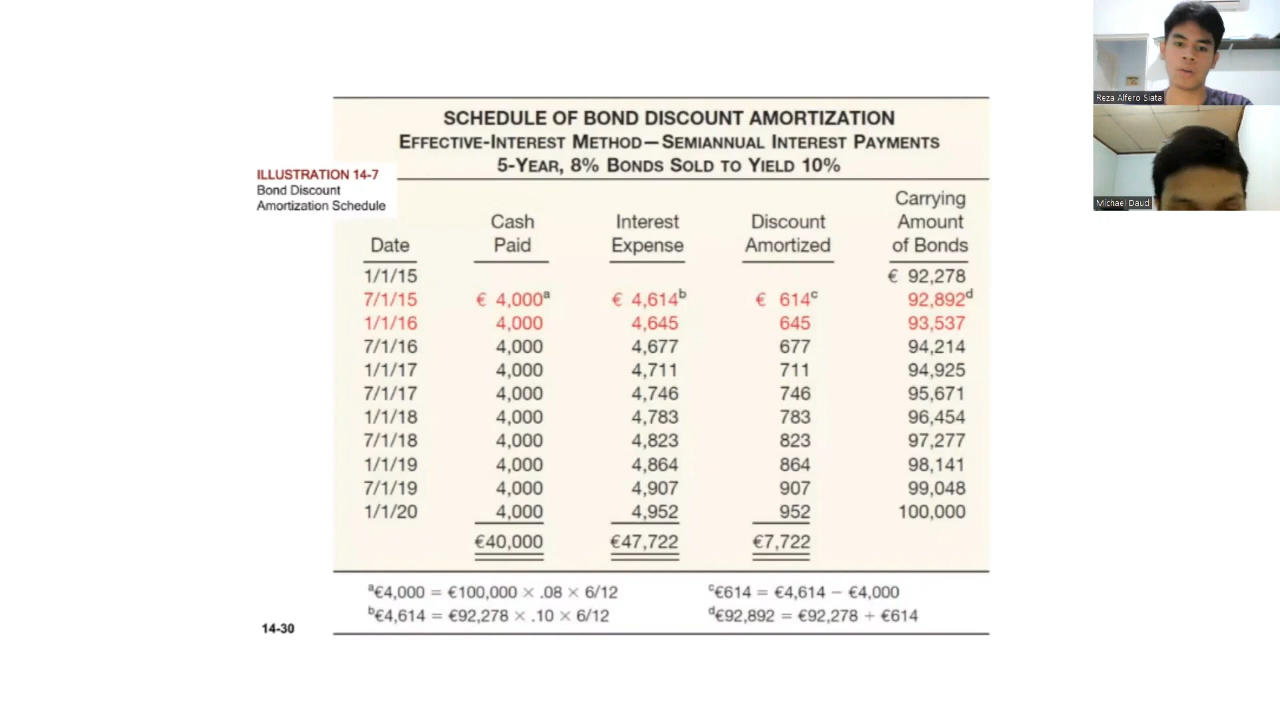 SCHEDULE OF BOND DISCOUNT AMORTIZATION
EFFECTIVE-INTEREST METHOD—SEMIANNUAL INTEREST PAYMENTS
5-YEAR, 8% BONDS SOLD TO YIELD 10%
ILLUSTRATION 14-7
Bond Discount
Amortization Schedule
Carrying
Cash Interest Discount Amount
Date Paid Expense Amortized of Bonds
1/1/15 € 92,278
7/1/15 € 4,000a € 4,614b € 614c 92,892d
1/1/16 4,000 4,645 645 93,537
7/1/16 4,000 4,677 677 94,214
1/1/17 4,000 4,711 711 94,925
7/1/17 4,000 4,746 746 95,671
1/1/18 4,000 4,783 783 96,454
7/1/18 4,000 4,823 823 97,277
1/1/19 4,000 4,864 864 98,141
7/1/19 4,000 4,907 907 99,048
1/1/20 4,000 4,952 952 100,000
€40,000 €47,722 €7,722
a€4,000 = €100,000 × .08 × 6/12 c€614 = €4,614 − €4,000
b€4,614 = €92,278 × .10 × 6/12 d€92,892 = €92,278 + €614
14-30
Reza Alfero Siata
Michael Daud